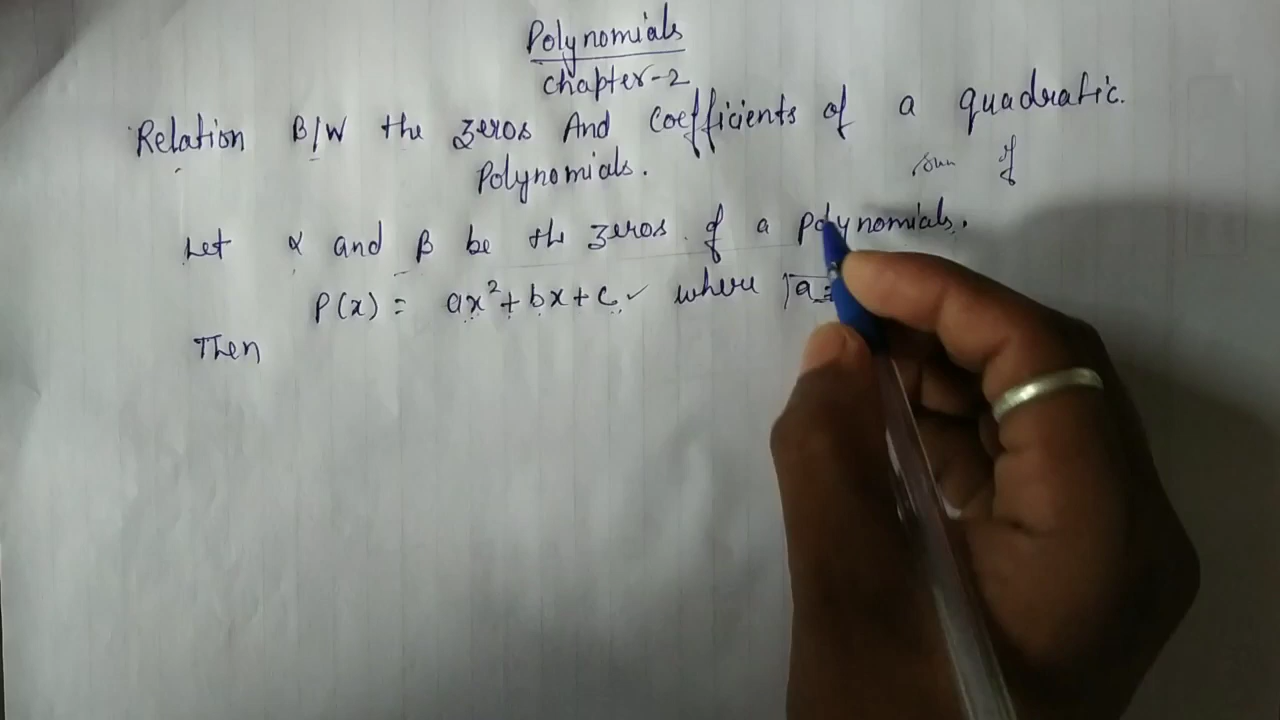 Polynomials
Chapter-2
Relation B/W the zeros And Coefficients of a quadratic.
Polynomials.
sum of
Let α and β be the zeros of a polynomials.
P(x) = ax²+bx+c ✓ where a
Then